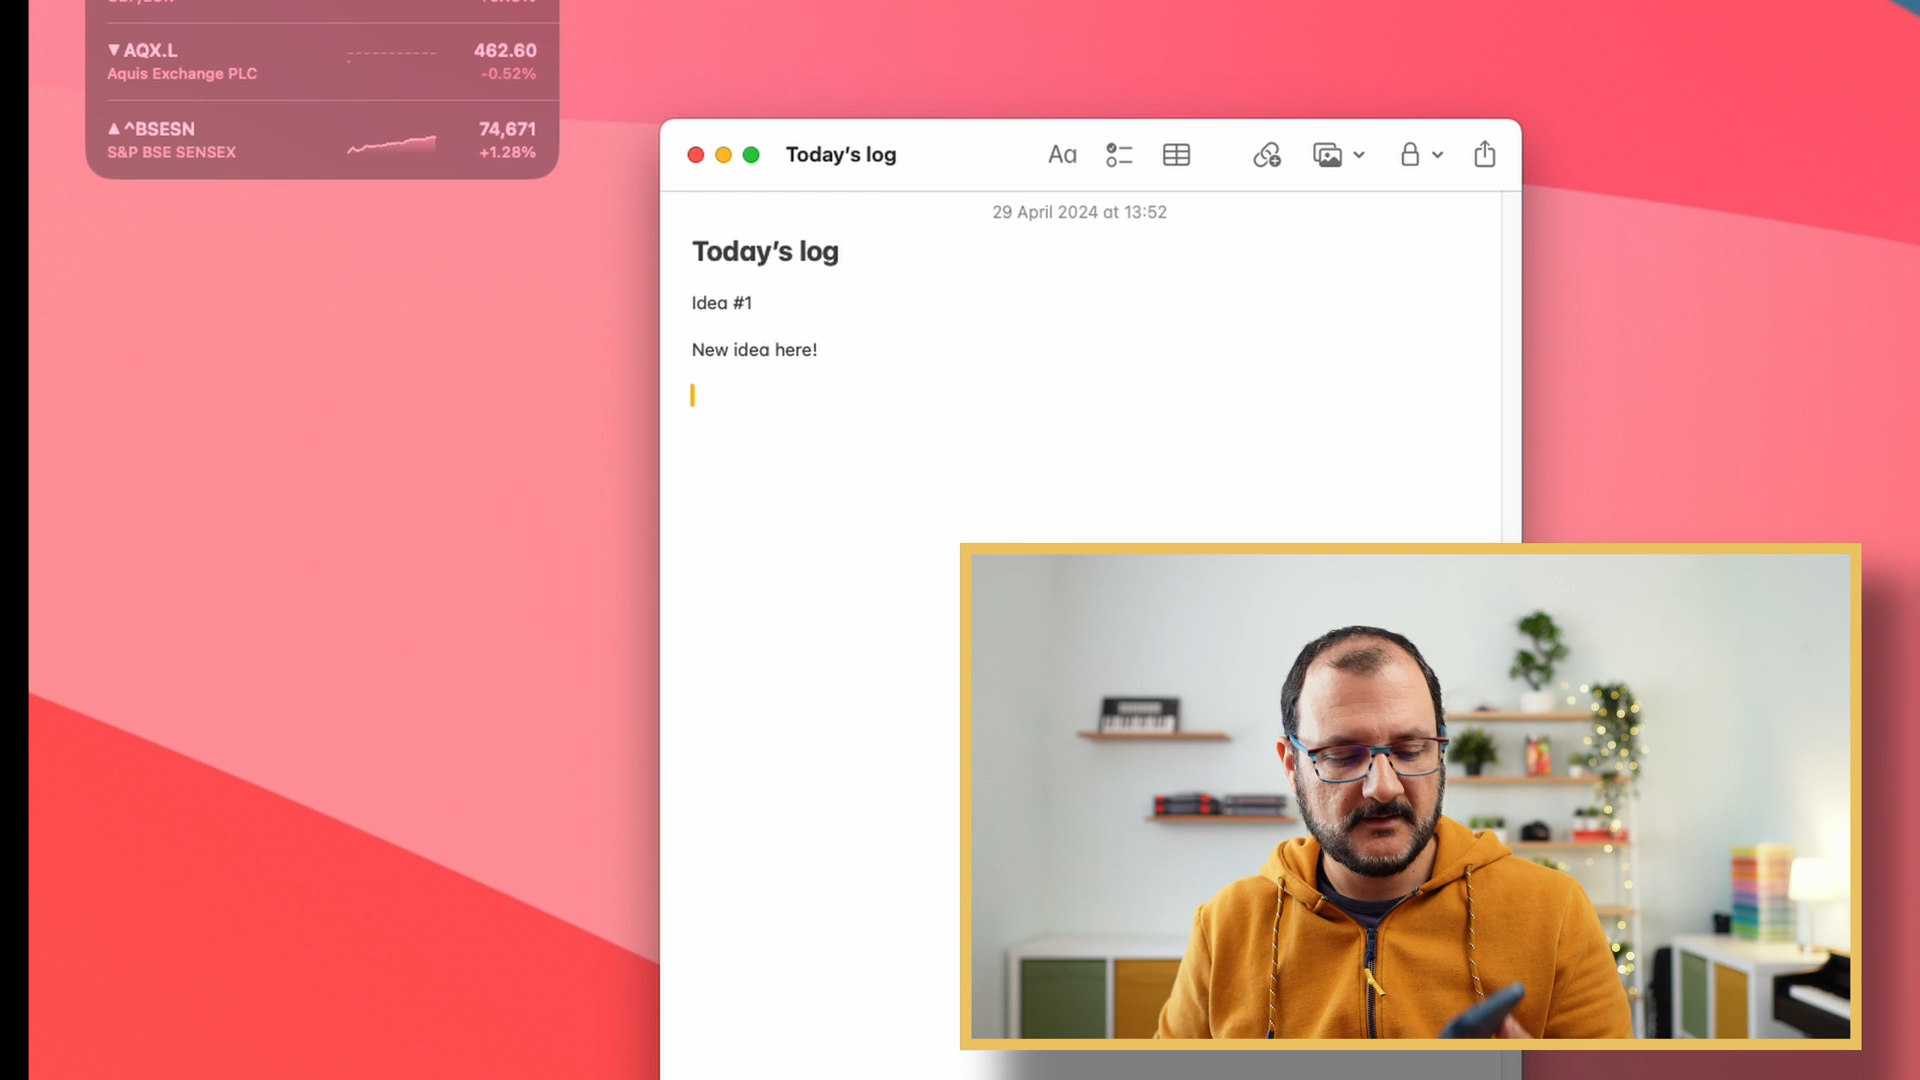 ▼ AQX.L 462.60
Aquis Exchange PLC -0.52%
▲ ^BSESN 74,671
S&P BSE SENSEX +1.28%
Today’s log Aa
29 April 2024 at 13:52
Today’s log
Idea #1
New idea here!